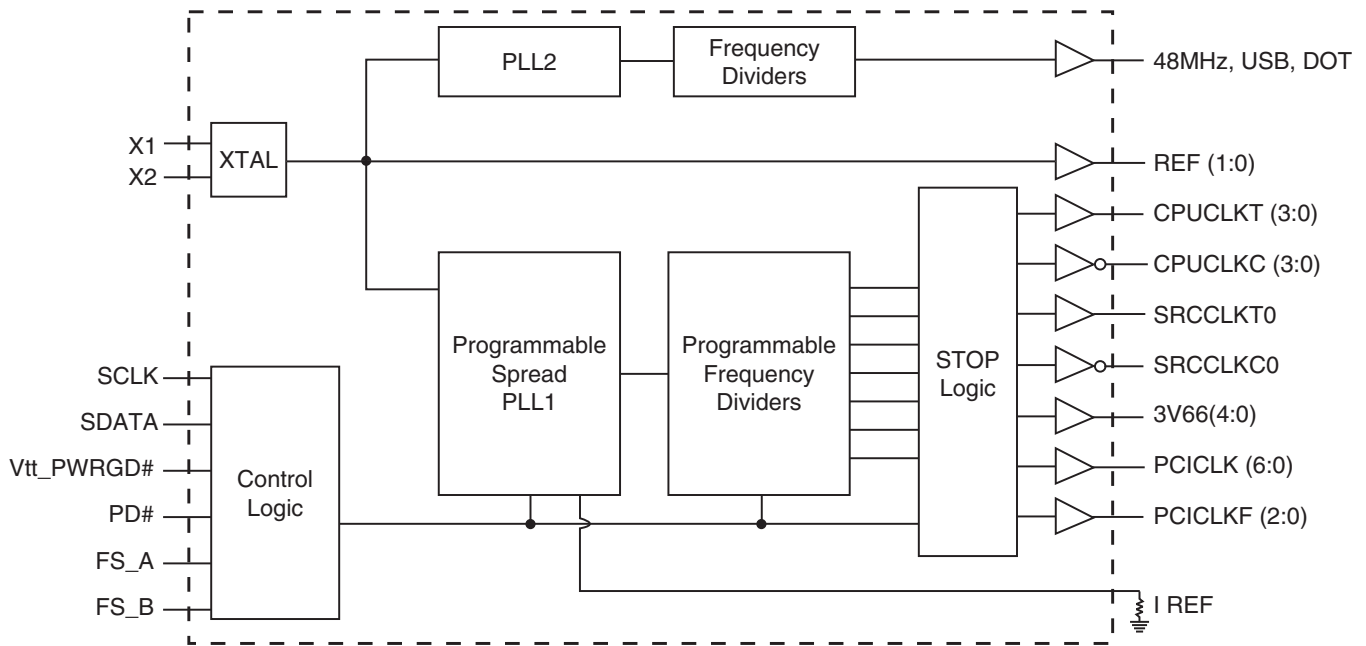 PLL2
Frequency
Dividers
48MHz, USB, DOT
X1
X2
XTAL
REF (1:0)
CPUCLKT (3:0)
CPUCLKC (3:0)
SRCCLKT0
SRCCLKC0
3V66(4:0)
PCICLK (6:0)
PCICLKF (2:0)
Programmable
Spread
PLL1
Programmable
Frequency
Dividers
STOP
Logic
SCLK
SDATA
Vtt_PWRGD#
PD#
FS_A
FS_B
Control
Logic
I REF